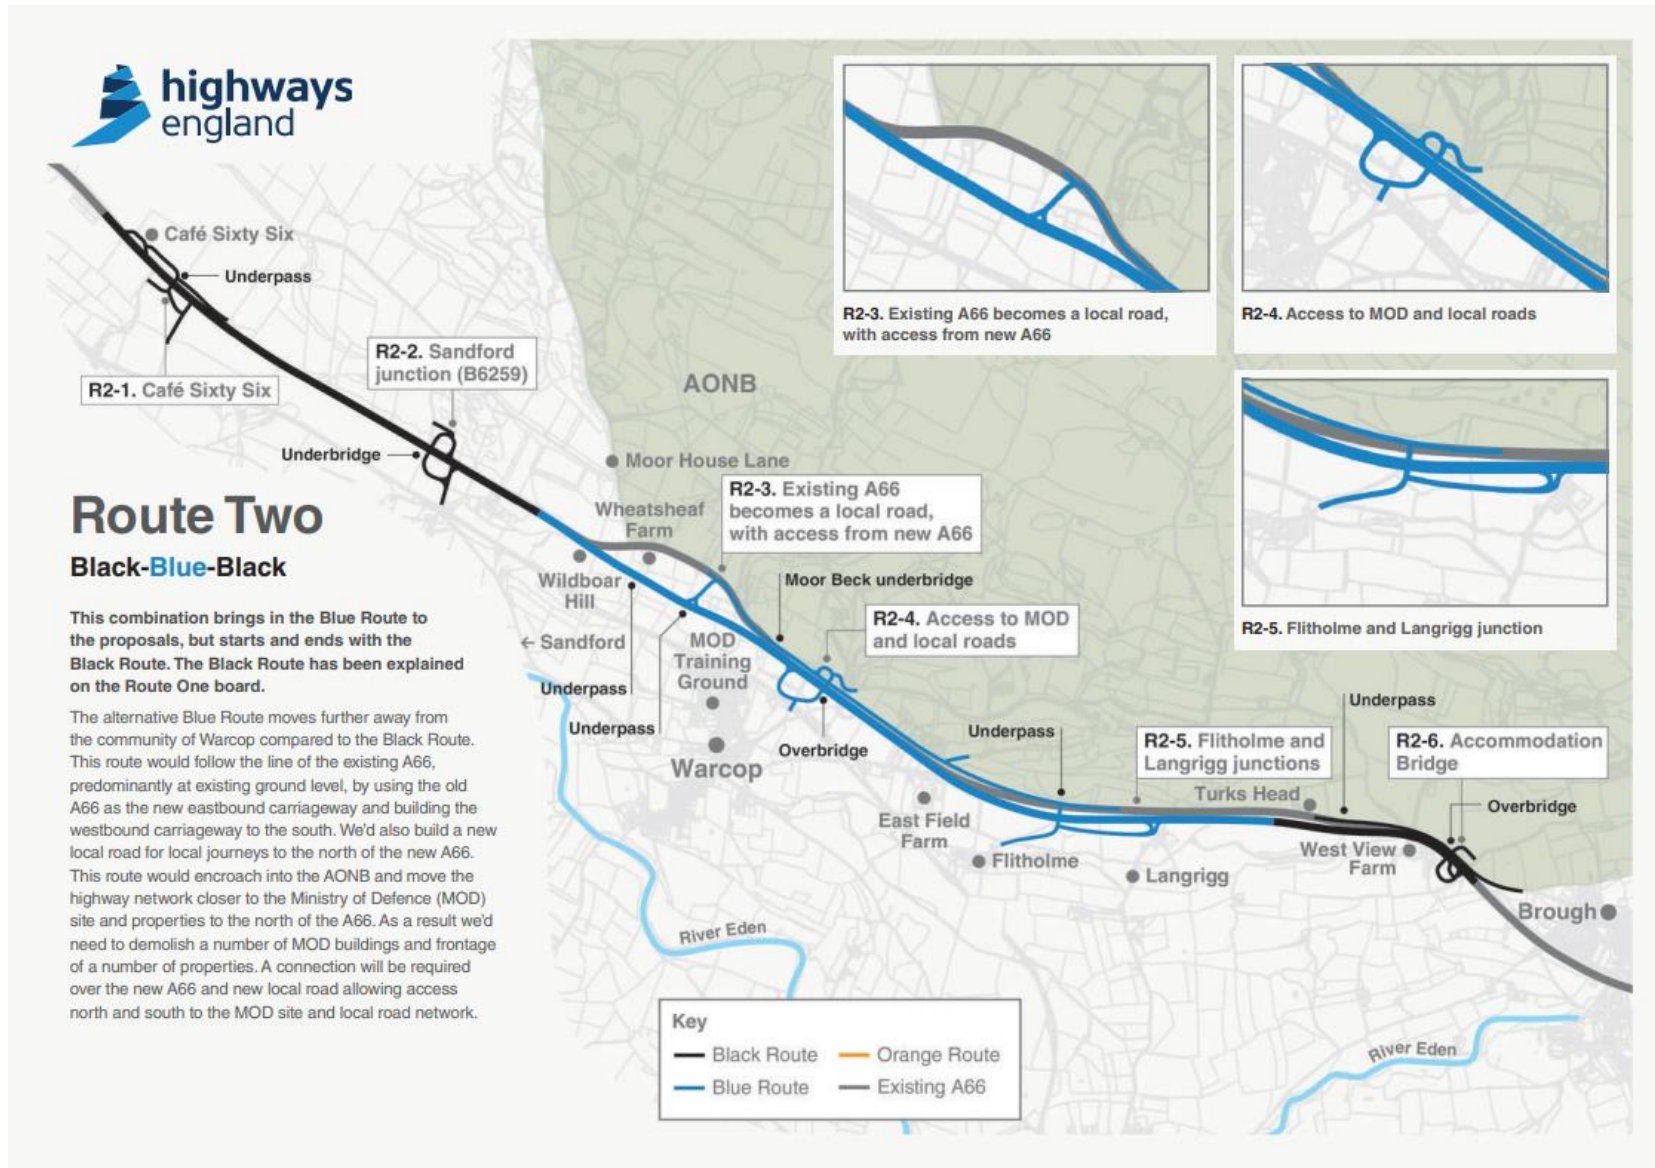 highways
england
Café Sixty Six
Underpass
R2-1. Café Sixty Six
R2-2. Sandford
junction (B6259)
Underbridge
Route Two
Black-Blue-Black
This combination brings in the Blue Route to
the proposals, but starts and ends with the
Black Route. The Black Route has been explained
on the Route One board.
The alternative Blue Route moves further away from
the community of Warcop compared to the Black Route.
This route would follow the line of the existing A66,
predominantly at existing ground level, by using the old
A66 as the new eastbound carriageway and building the
westbound carriageway to the south. We'd also build a new
local road for local journeys to the north of the new A66.
This route would encroach into the AONB and move the
highway network closer to the Ministry of Defence (MOD)
site and properties to the north of the A66. As a result we'd
need to demolish a number of MOD buildings and frontage
of a number of properties. A connection will be required
over the new A66 and new local road allowing access
north and south to the MOD site and local road network.
R2-3. Existing A66 becomes a local road,
with access from new A66
R2-4. Access to MOD and local roads
R2-5. Flitholme and Langrigg junction
AONB
Moor House Lane
Wheatsheaf
Farm
R2-3. Existing A66
becomes a local road,
with access from new A66
Wildboar
Hill
Moor Beck underbridge
← Sandford
MOD
Training
Ground
R2-4. Access to MOD
and local roads
Underpass
Underpass
Overbridge
Warcop
Underpass
R2-5. Flitholme and
Langrigg junctions
Underpass
R2-6. Accommodation
Bridge
Turks Head
Overbridge
East Field
Farm
Flitholme
Langrigg
West View
Farm
Brough
River Eden
River Eden
Key
Black Route
Orange Route
Blue Route
Existing A66